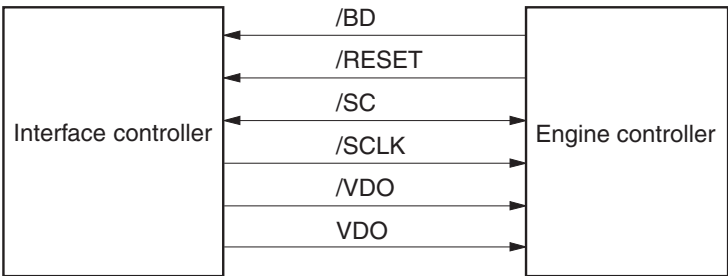 /BD
/RESET
/SC
Interface controller
Engine controller
/SCLK
/VDO
VDO